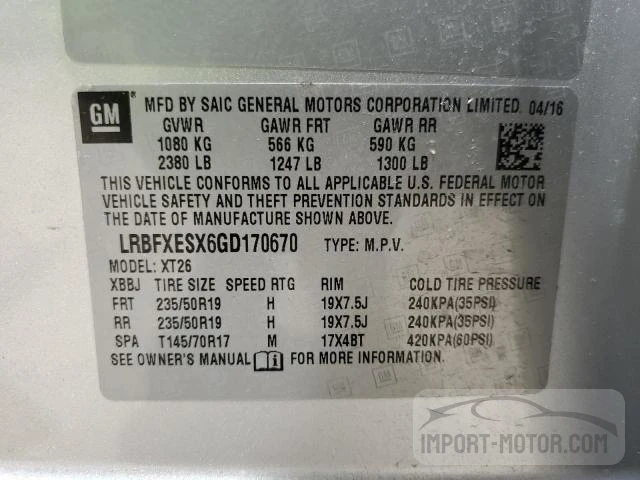 GM ® MFD BY SAIC GENERAL MOTORS CORPORATION LIMITED 04/16
GVWR GAWR FRT GAWR RR
1080 KG 566 KG 590 KG
2380 LB 1247 LB 1300 LB
THIS VEHICLE CONFORMS TO ALL APPLICABLE U.S. FEDERAL MOTOR
VEHICLE SAFETY AND THEFT PREVENTION STANDARDS IN EFFECT ON
THE DATE OF MANUFACTURE SHOWN ABOVE.
LRBFXESX6GD170670 TYPE: M.P.V.
MODEL: XT26
XBBJ TIRE SIZE SPEED RTG RIM COLD TIRE PRESSURE
FRT 235/50R19 H 19X7.5J 240KPA(35PSI)
RR 235/50R19 H 19X7.5J 240KPA(35PSI)
SPA T145/70R17 M 17X4BT 420KPA(60PSI)
SEE OWNER'S MANUAL FOR MORE INFORMATION.
IMPORT-MOTOR.COM